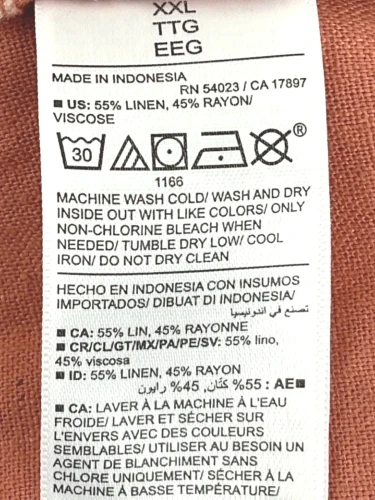 XXL
TTG
EEG
MADE IN INDONESIA
RN 54023 / CA 17897
■ US: 55% LINEN, 45% RAYON/
VISCOSE
30
®
1166
MACHINE WASH COLD/ WASH AND DRY
INSIDE OUT WITH LIKE COLORS/ ONLY
NON-CHLORINE BLEACH WHEN
NEEDED/ TUMBLE DRY LOW/ COOL
IRON/ DO NOT DRY CLEAN
HECHO EN INDONESIA CON INSUMOS
IMPORTADOS/ DIBUAT DI INDONESIA/
تصنع في اندونيسيا
■ CA: 55% LIN, 45% RAYONNE
■ CR/CL/GT/MX/PA/PE/SV: 55% lino,
45% viscosa
■ ID: 55% LINEN, 45% RAYON
■ AE: 55% كتّان, 45% رايون
■ CA: LAVER À LA MACHINE À L'EAU
FROIDE/ LAVER ET SÉCHER SUR
L'ENVERS AVEC DES COULEURS
SEMBLABLES/ UTILISER AU BESOIN UN
AGENT DE BLANCHIMENT SANS
CHLORE UNIQUEMENT/ SÉCHER À LA
MACHINE À BASSE TEMPÉRATURE/